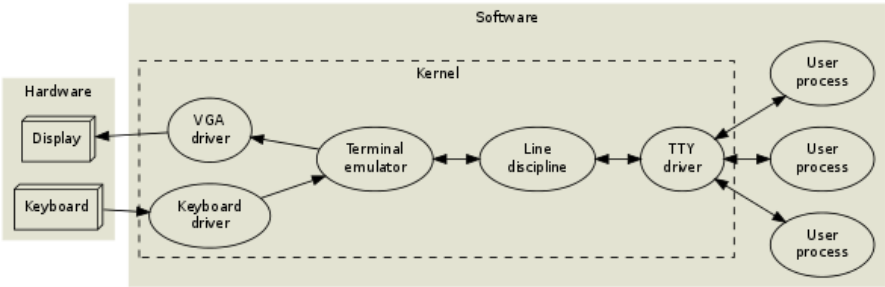 Software
Kernel
Hardware
Display
Keyboard
VGA
driver
Keyboard
driver
Terminal
emulator
Line
discipline
TTY
driver
User
process
User
process
User
process